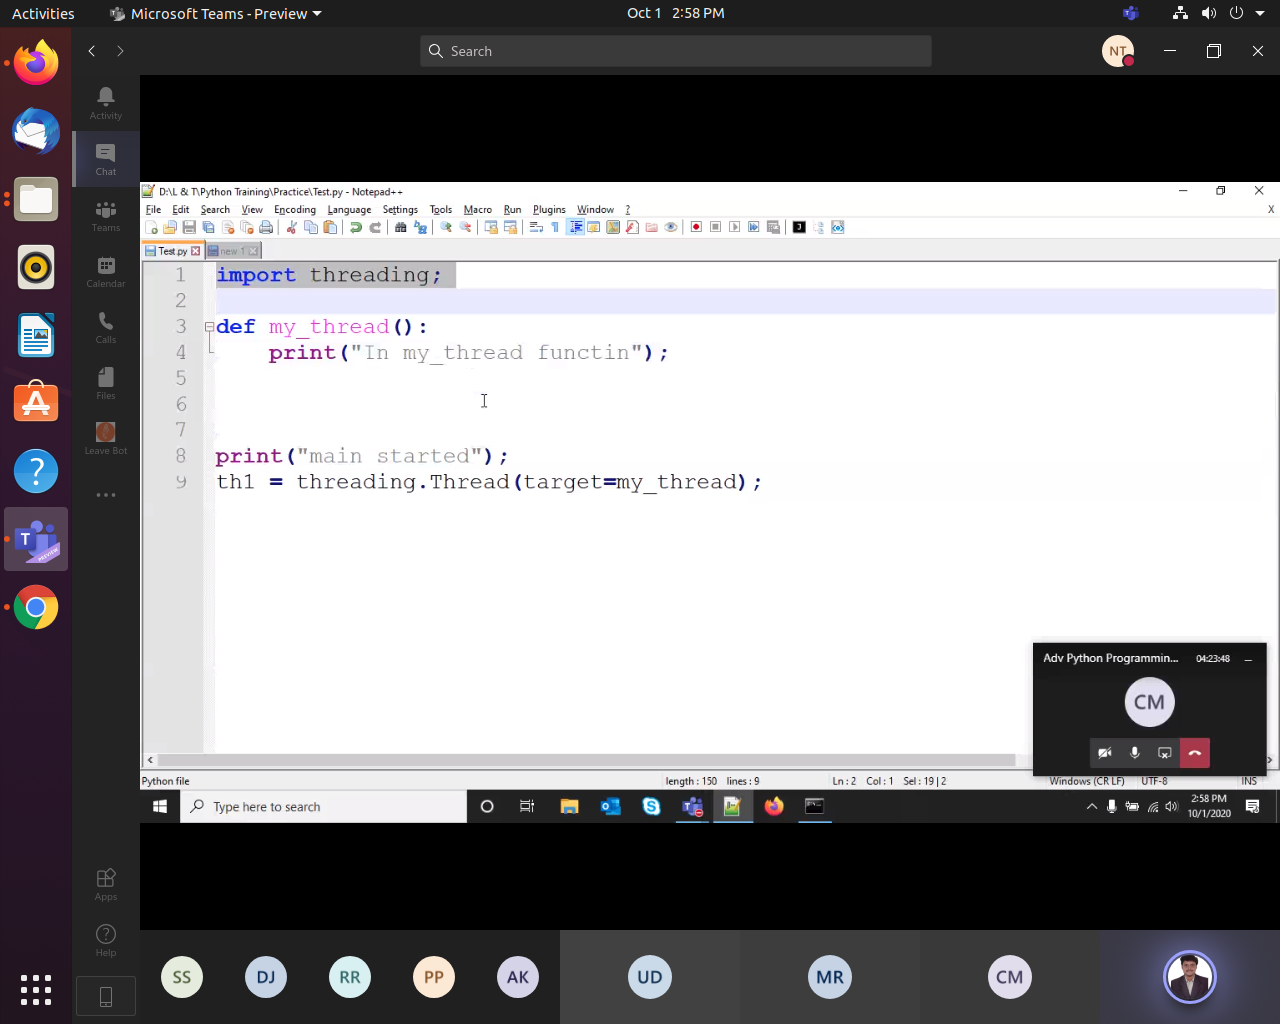 Activities
Microsoft Teams - Preview
Oct 1 2:58 PM
Search
NT
Activity
Chat
Teams
Calendar
Calls
Files
Leave Bot
Apps
Help
T
PREVIEW
D:\L & T\Python Training\Practice\Test.py - Notepad++
File Edit Search View Encoding Language Settings Tools Macro Run Plugins Window ?
X
Test.py
new 1
1 import threading;
2
3 def my_thread():
4 print("In my_thread functin");
5
6
7
8 print("main started");
9 th1 = threading.Thread(target=my_thread);
Adv Python Programmin... 04:23:48
CM
Python file
length : 150 lines : 9
Ln : 2 Col : 1 Sel : 19 | 2
Windows (CR LF)
UTF-8
INS
Type here to search
2:58 PM
10/1/2020
SS
DJ
RR
PP
AK
UD
MR
CM